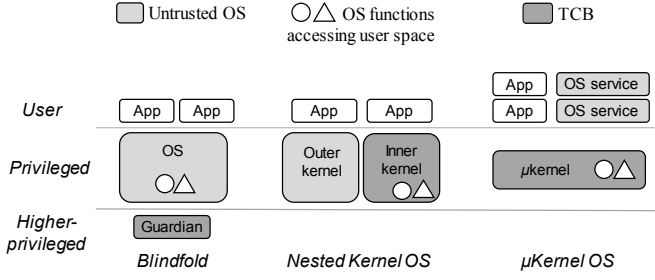 Untrusted OS
OS functions
accessing user space
TCB
App
OS service
User
App
App
App
App
App
OS service
Privileged
OS
Outer
kernel
Inner
kernel
μkernel
Higher-
privileged
Guardian
Blindfold
Nested Kernel OS
μKernel OS